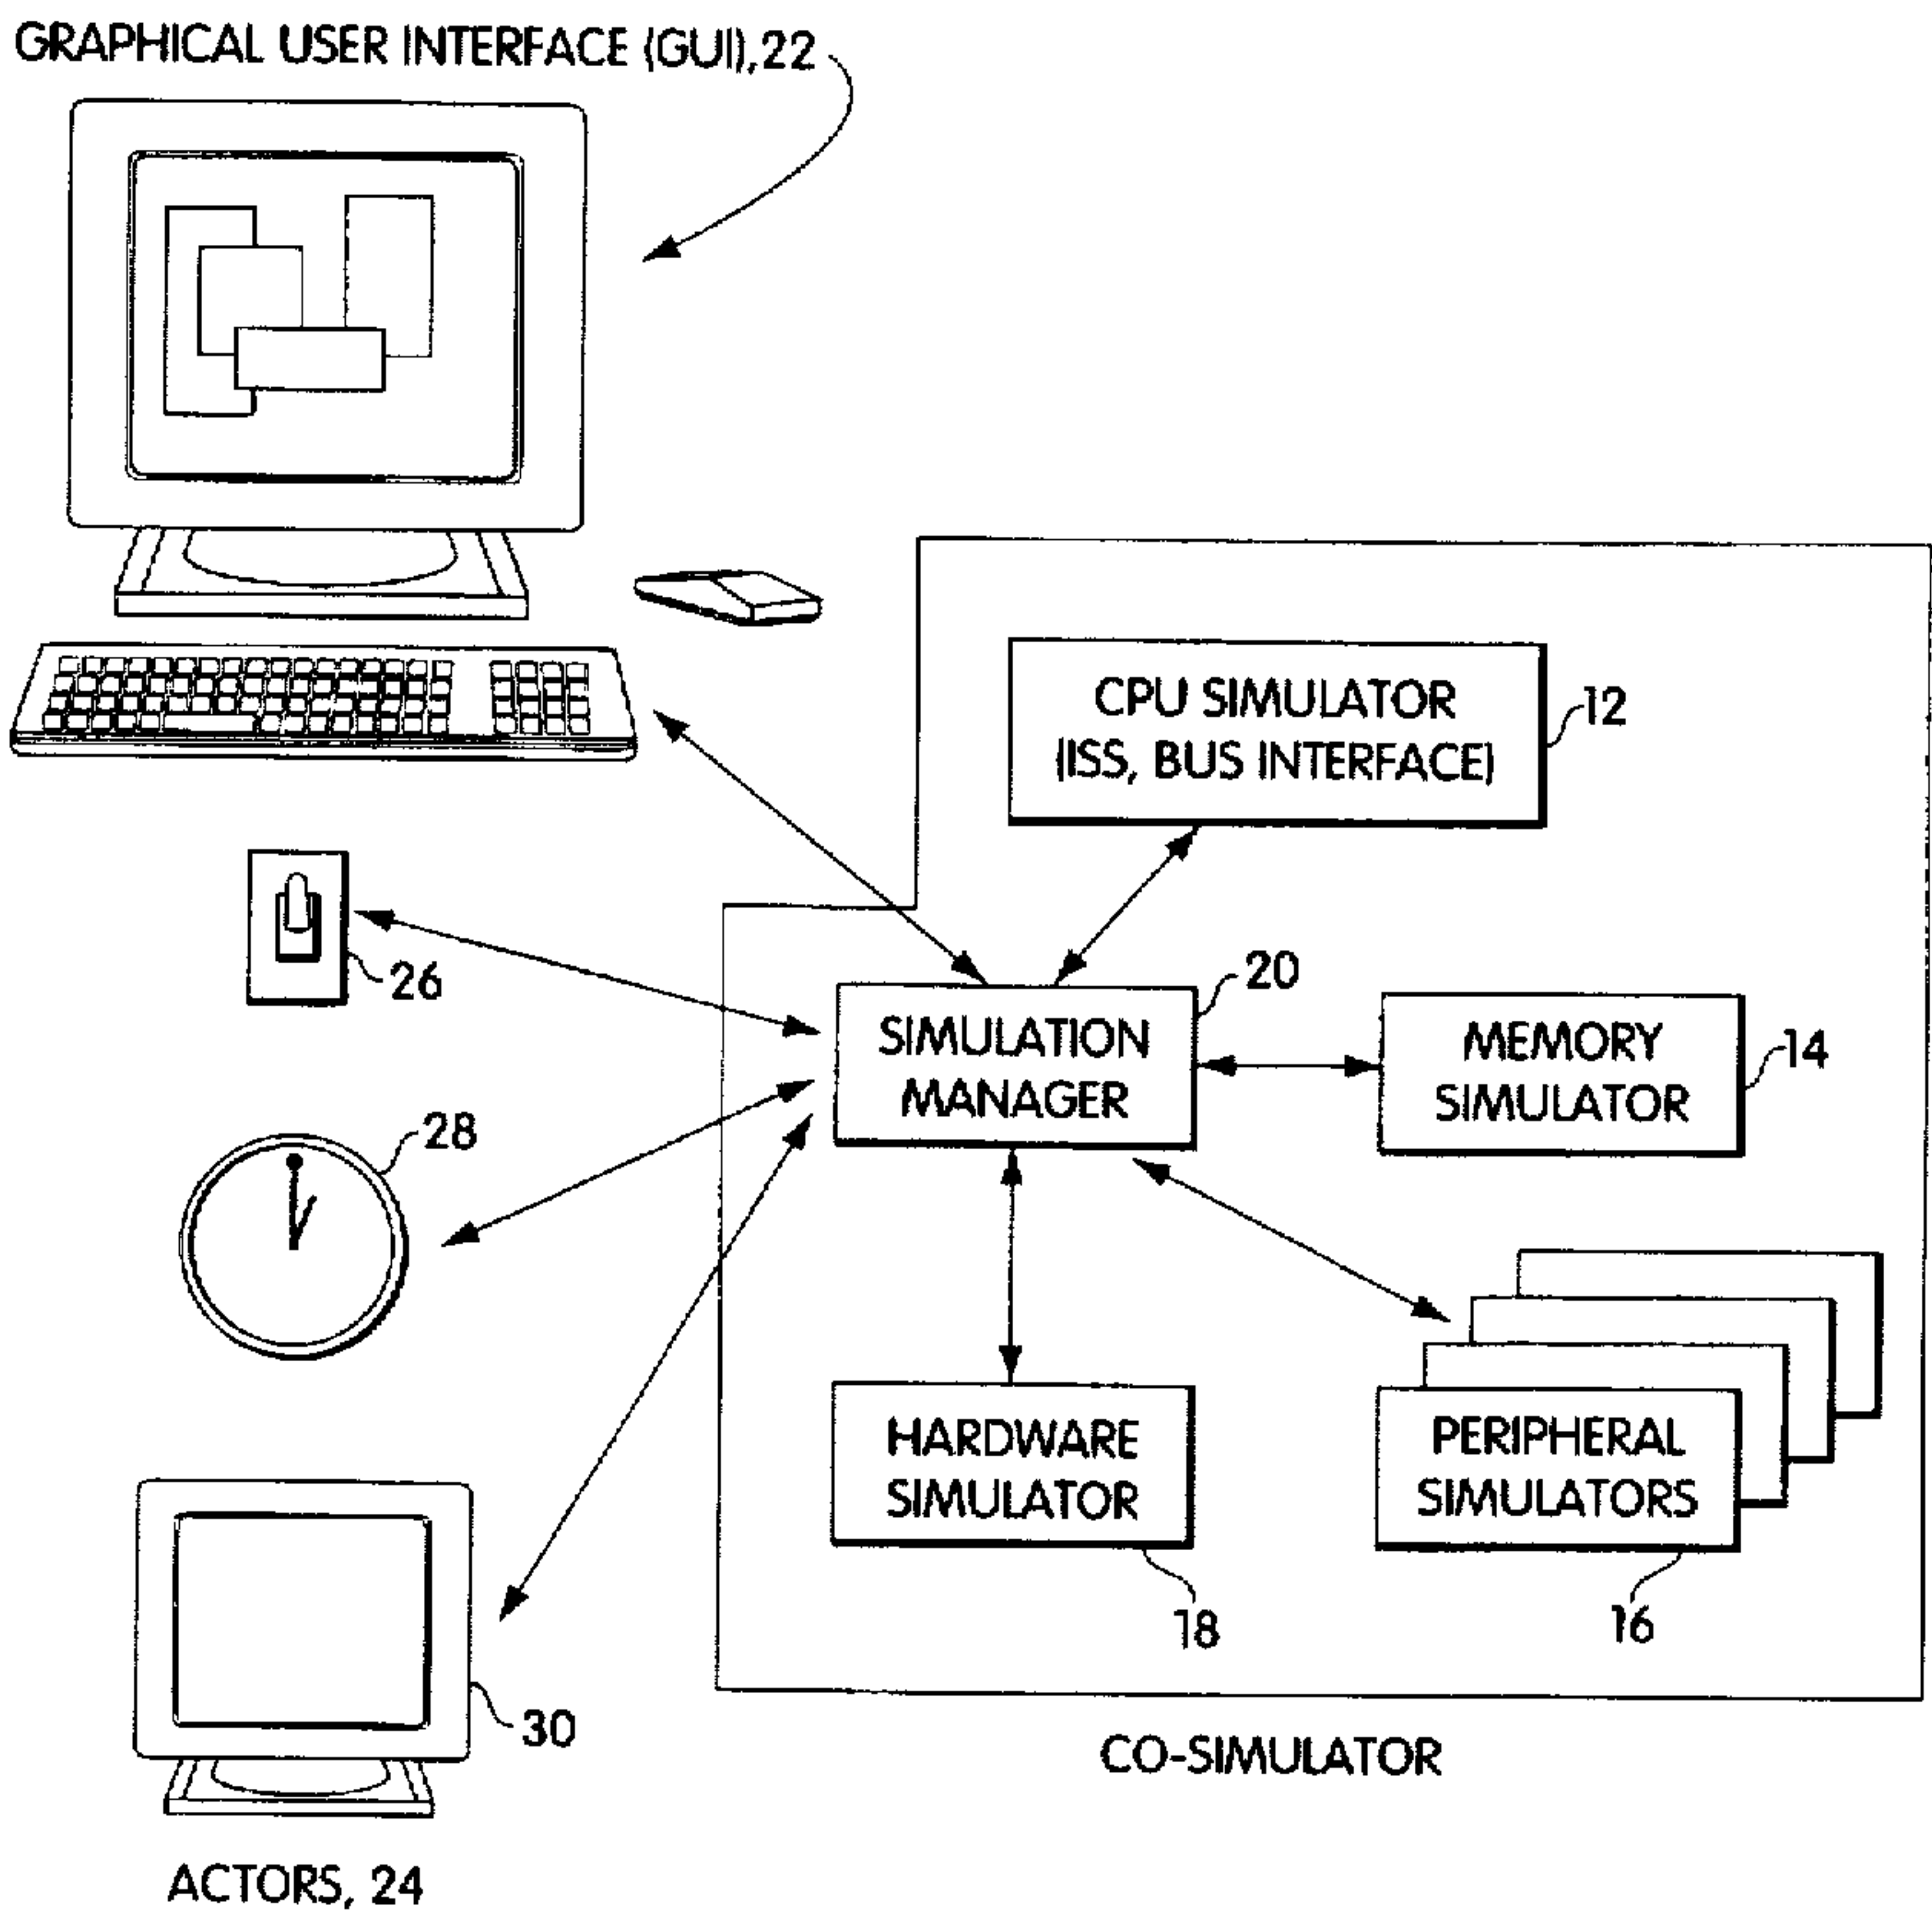 GRAPHICAL USER INTERFACE (GUI),22
CPU SIMULATOR
(ISS, BUS INTERFACE)
12
26
20
SIMULATION
MANAGER
MEMORY
SIMULATOR
14
28
HARDWARE
SIMULATOR
PERIPHERAL
SIMULATORS
18
16
30
CO-SIMULATOR
ACTORS, 24